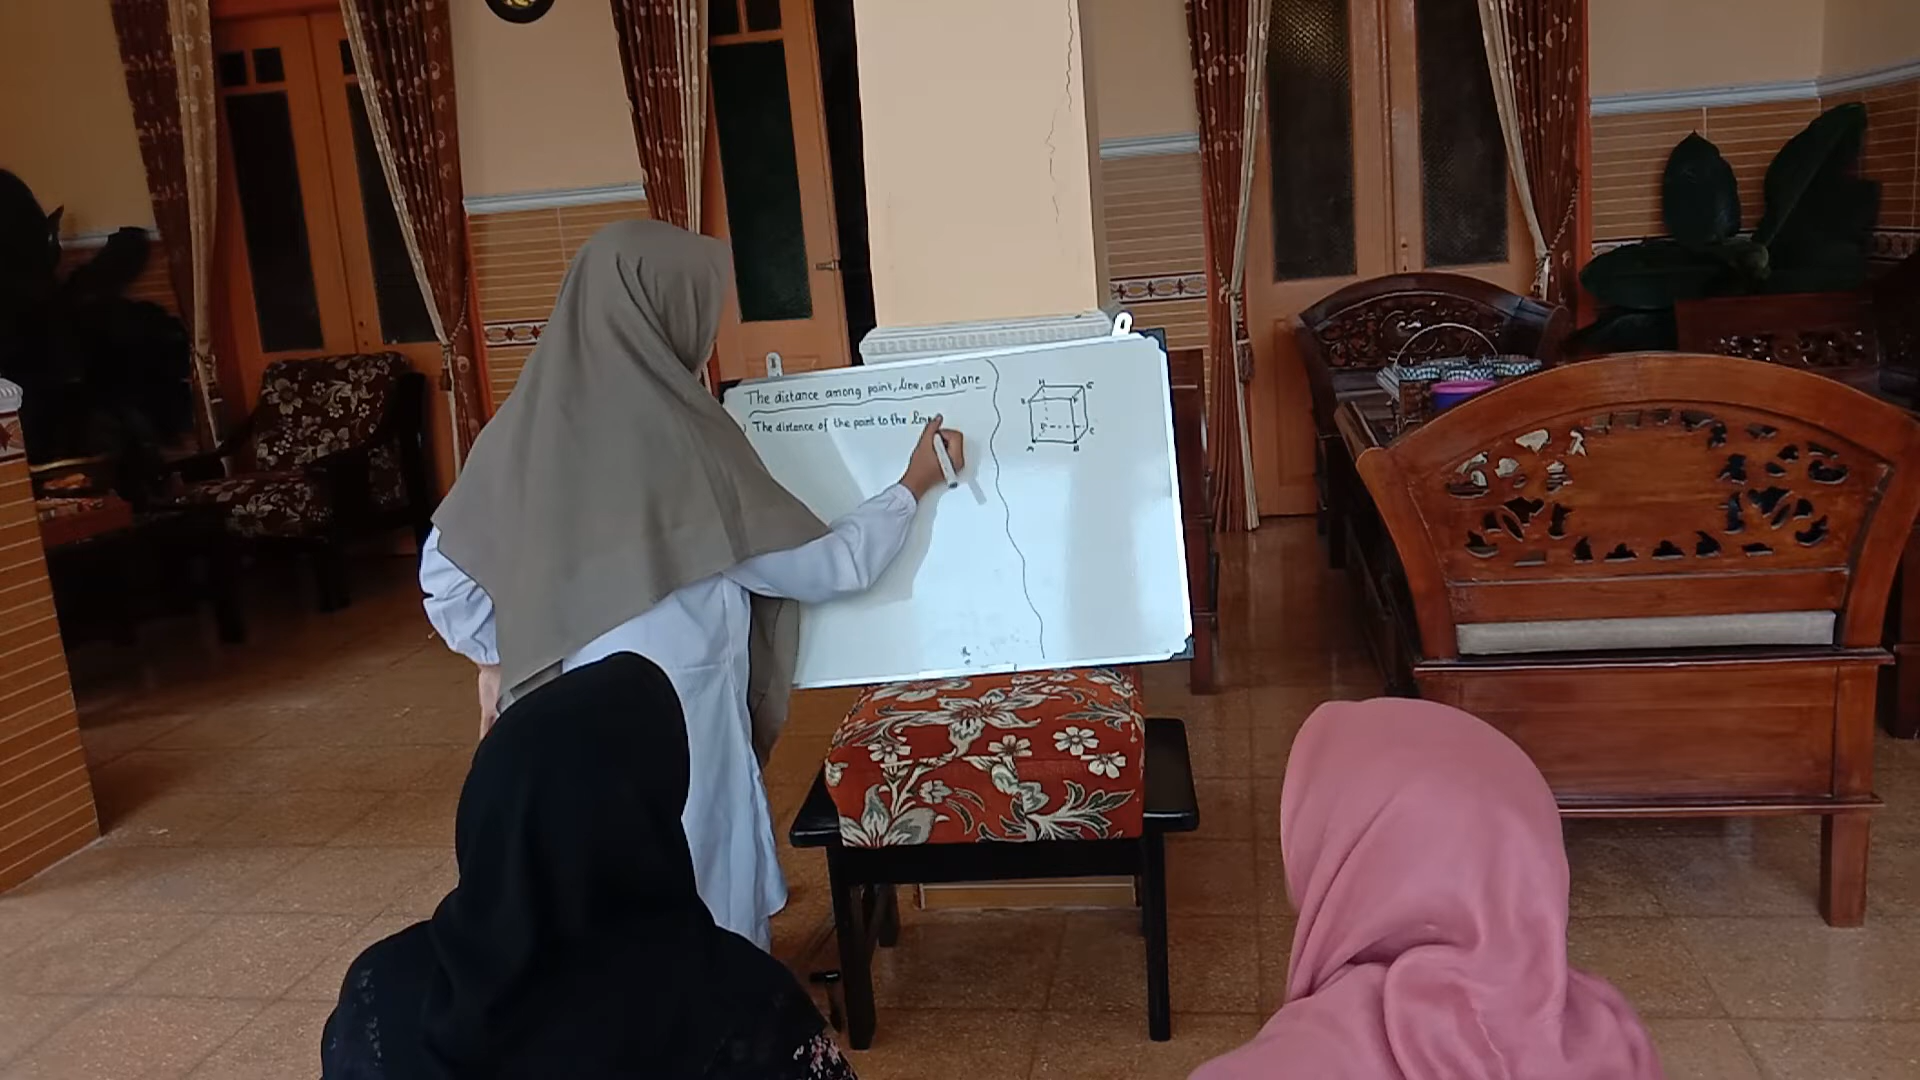 The distance among point, line, and plane
) The distance of the point to the line
H G
E F
D C
A B